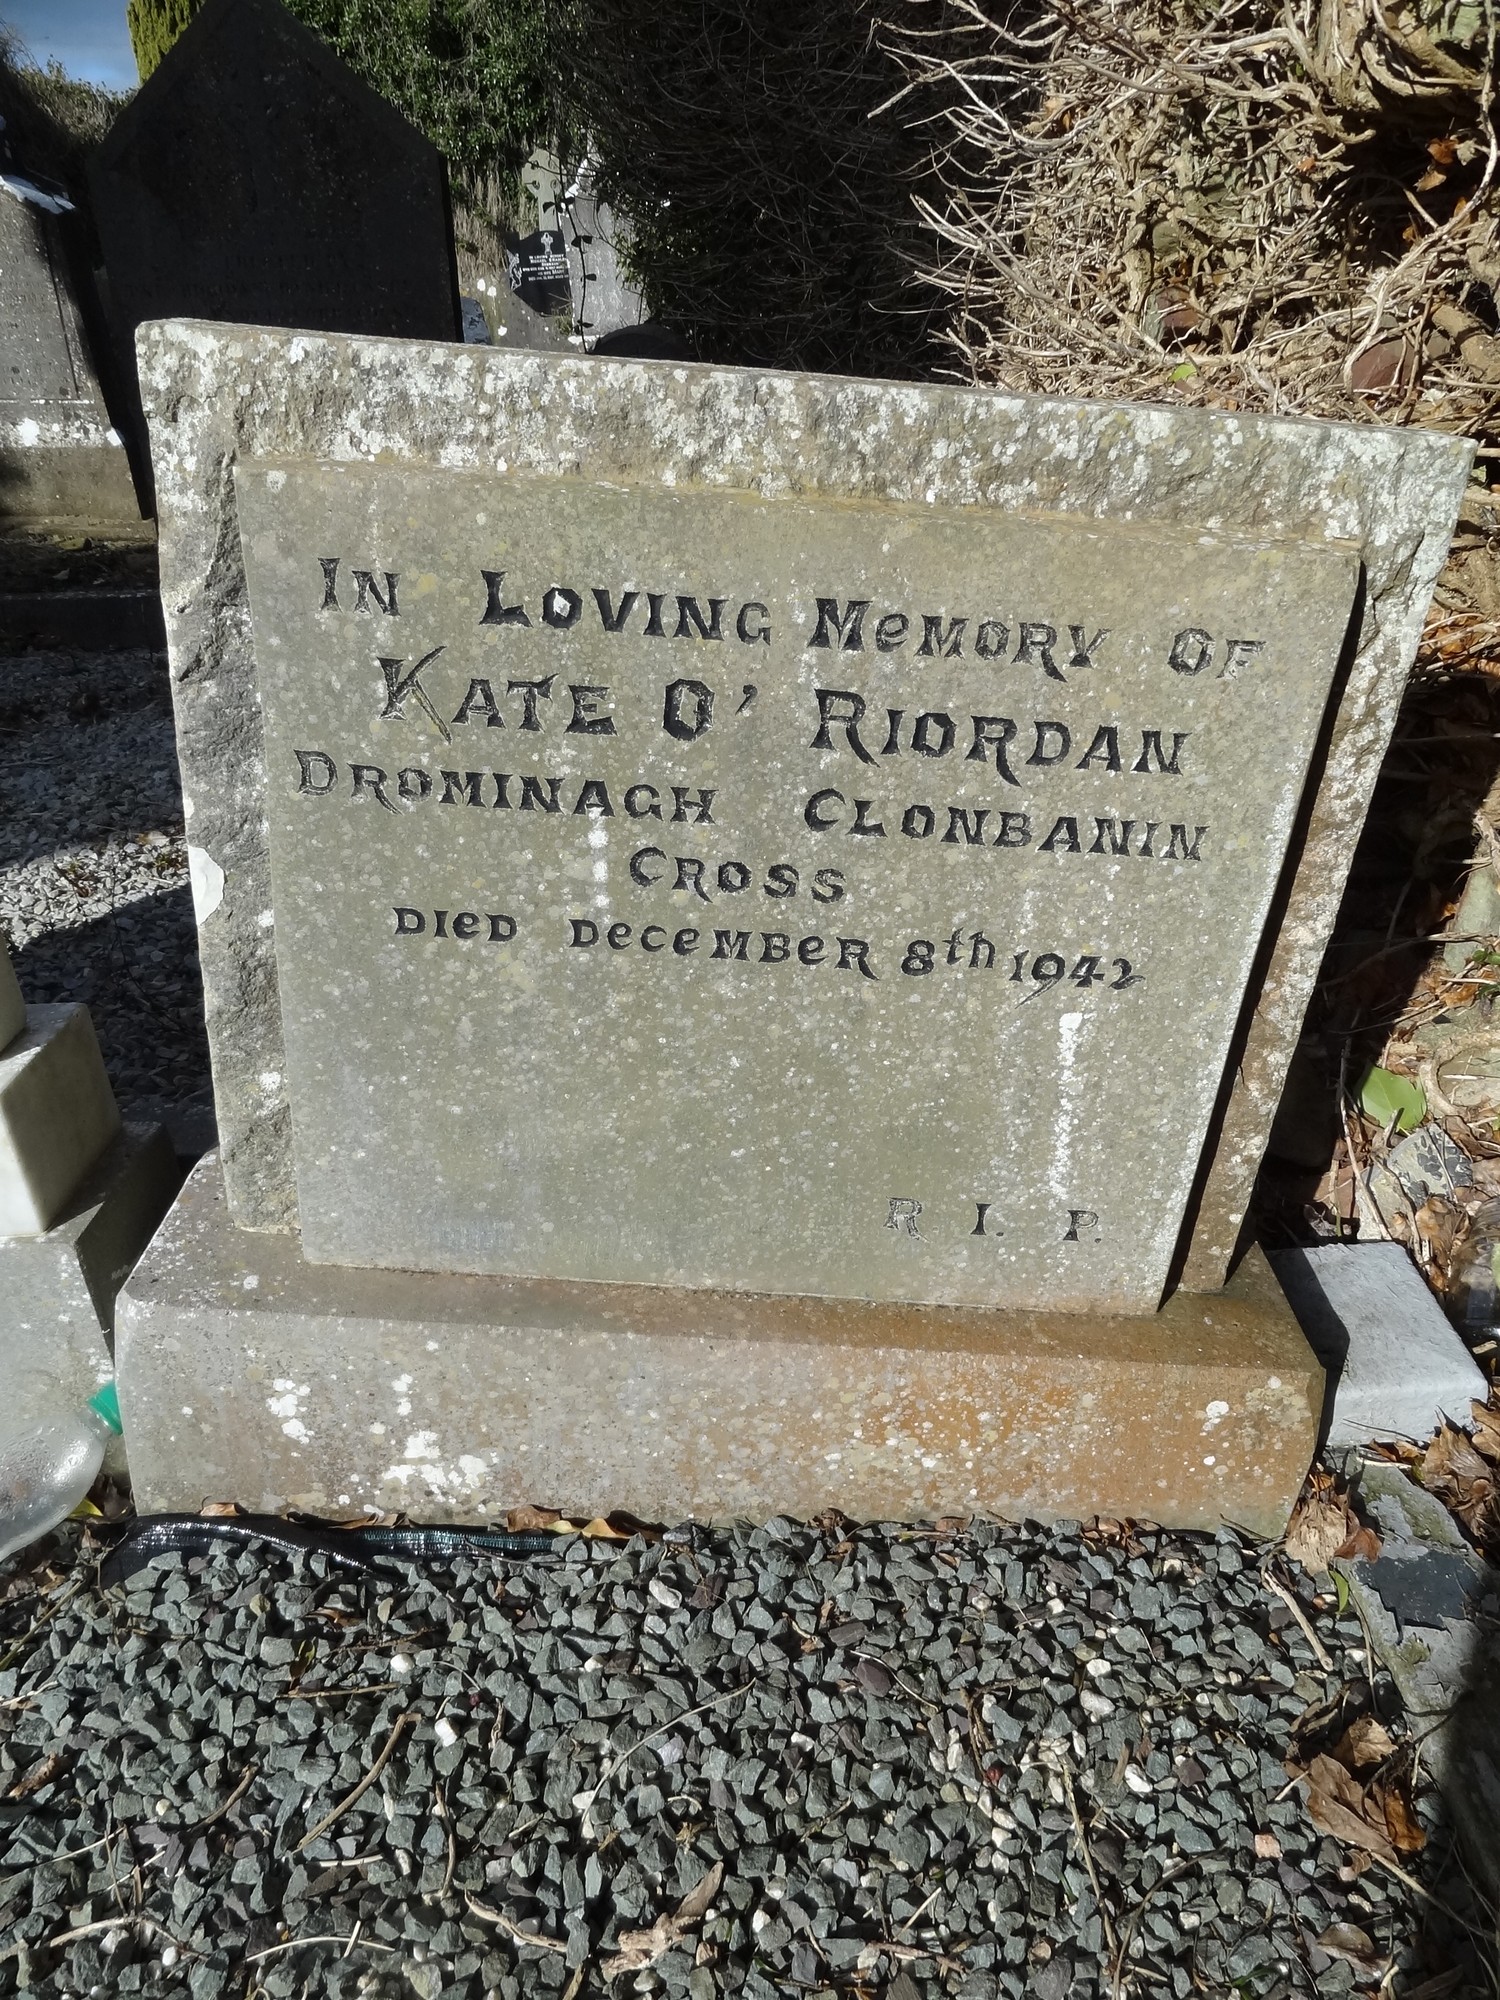 IN LOVING MEMORY OF
KATE O' RIORDAN
DROMINAGH CLONBANIN
CROSS
DIED DECEMBER 8th 1942
R I. P.